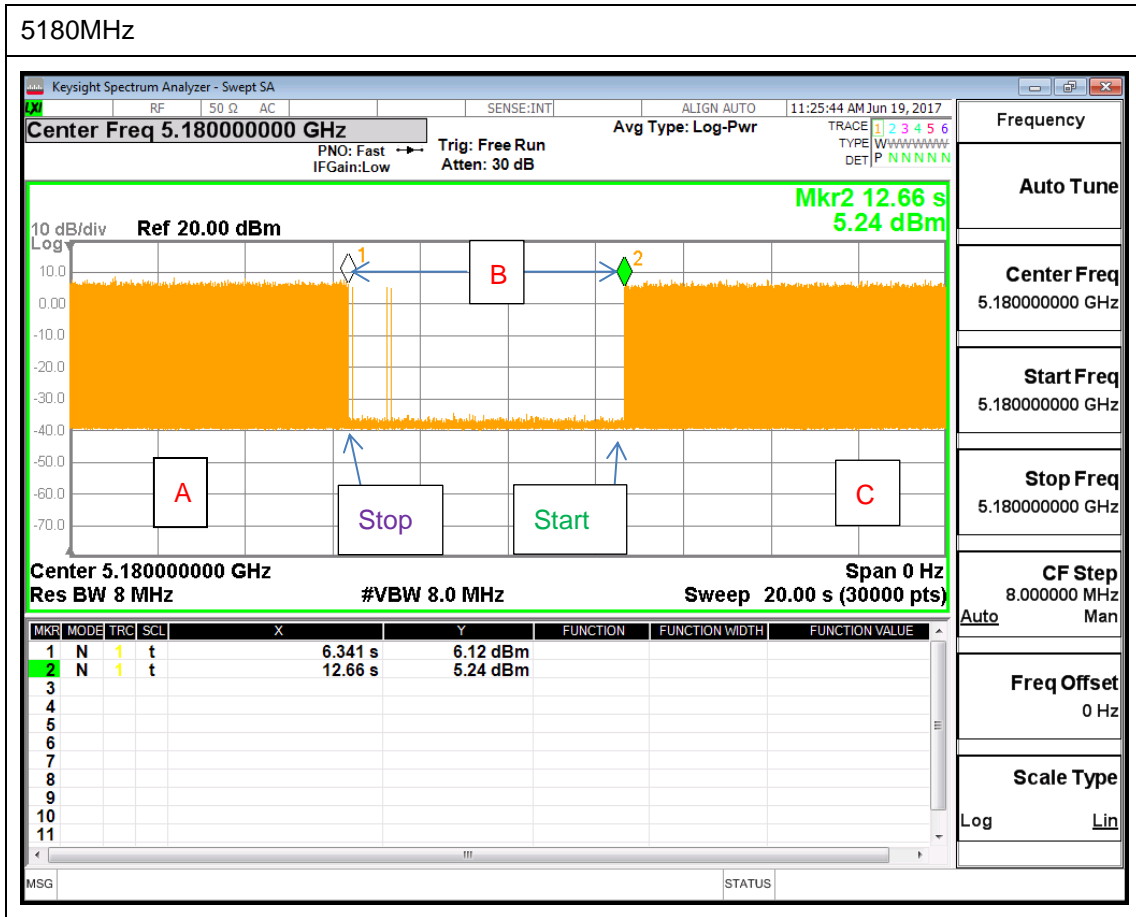 5180MHz
Keysight Spectrum Analyzer - Swept SA
LXI RF 50 Ω AC SENSE:INT ALIGN AUTO 11:25:44 AM Jun 19, 2017
Center Freq 5.180000000 GHz
PNO: Fast
IFGain:Low
Trig: Free Run
Atten: 30 dB
Avg Type: Log-Pwr
TRACE 1 2 3 4 5 6
TYPE WWWWWW
DET P N N N N N
Mkr2 12.66 s
5.24 dBm
10 dB/div Ref 20.00 dBm
Log
10.0
0.00
-10.0
-20.0
-30.0
-40.0
-50.0
-60.0
-70.0
1
B
2
A
Stop
Start
C
Center 5.180000000 GHz Span 0 Hz
Res BW 8 MHz #VBW 8.0 MHz Sweep 20.00 s (30000 pts)
MKR MODE TRC SCL X Y FUNCTION FUNCTION WIDTH FUNCTION VALUE
1 N 1 t 6.341 s 6.12 dBm
2 N 1 t 12.66 s 5.24 dBm
3
4
5
6
7
8
9
10
11
MSG STATUS
Frequency
Auto Tune
Center Freq
5.180000000 GHz
Start Freq
5.180000000 GHz
Stop Freq
5.180000000 GHz
CF Step
8.000000 MHz
Auto Man
Freq Offset
0 Hz
Scale Type
Log Lin